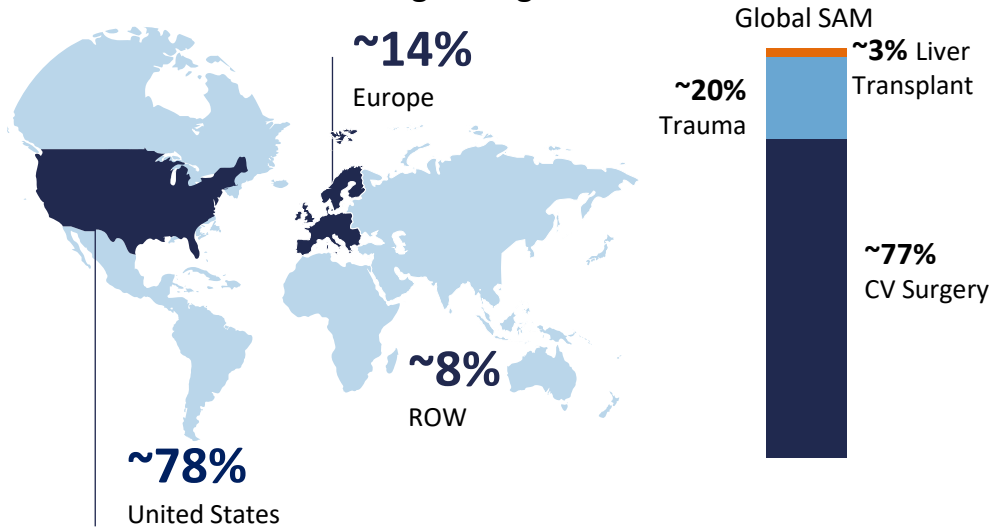 ~14%
Europe
~8%
ROW
~78%
United States
Global SAM
~3% Liver
Transplant
~20%
Trauma
~77%
CV Surgery